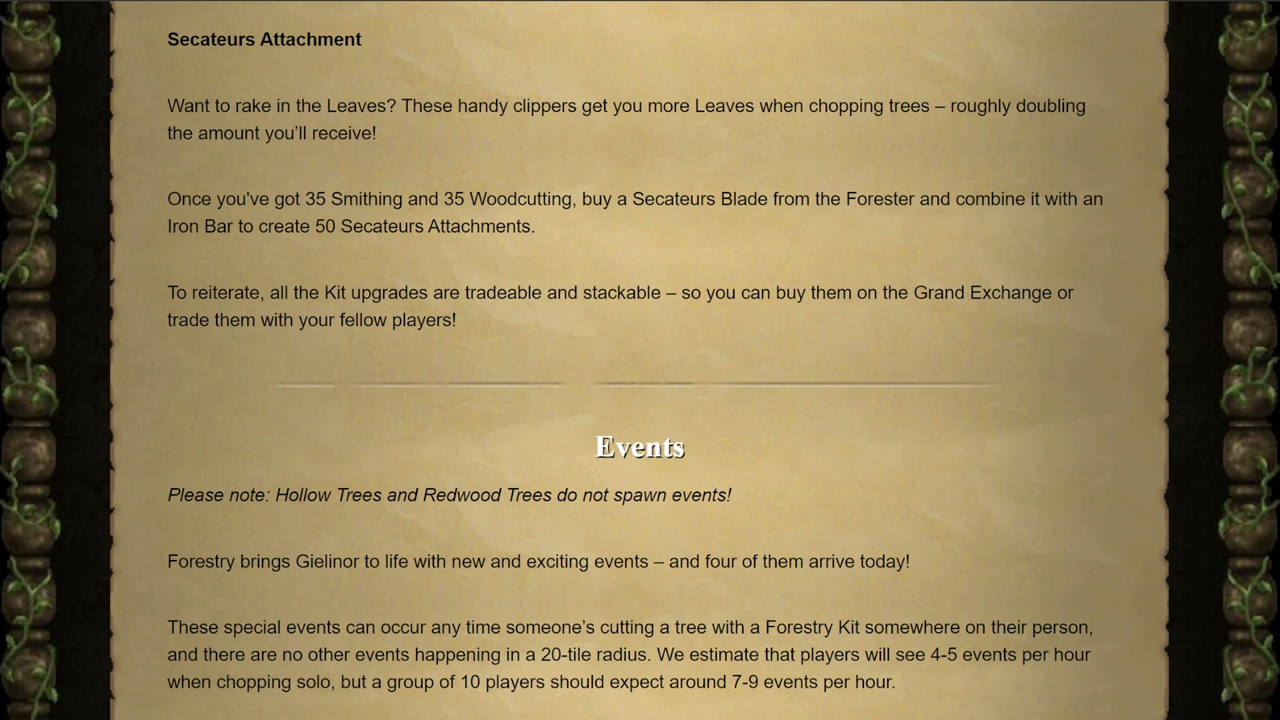 Secateurs Attachment
Want to rake in the Leaves? These handy clippers get you more Leaves when chopping trees – roughly doubling
the amount you’ll receive!
Once you've got 35 Smithing and 35 Woodcutting, buy a Secateurs Blade from the Forester and combine it with an
Iron Bar to create 50 Secateurs Attachments.
To reiterate, all the Kit upgrades are tradeable and stackable – so you can buy them on the Grand Exchange or
trade them with your fellow players!
Events
Please note: Hollow Trees and Redwood Trees do not spawn events!
Forestry brings Gielinor to life with new and exciting events – and four of them arrive today!
These special events can occur any time someone’s cutting a tree with a Forestry Kit somewhere on their person,
and there are no other events happening in a 20-tile radius. We estimate that players will see 4-5 events per hour
when chopping solo, but a group of 10 players should expect around 7-9 events per hour.